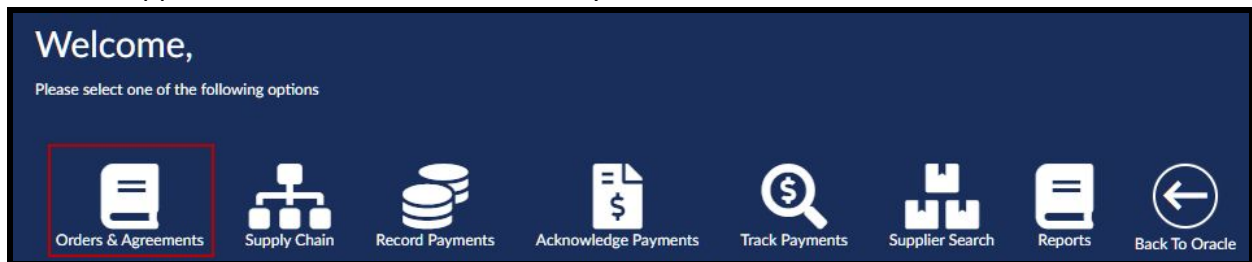 Welcome,
Please select one of the following options
Orders & Agreements Supply Chain Record Payments Acknowledge Payments Track Payments Supplier Search Reports Back To Oracle